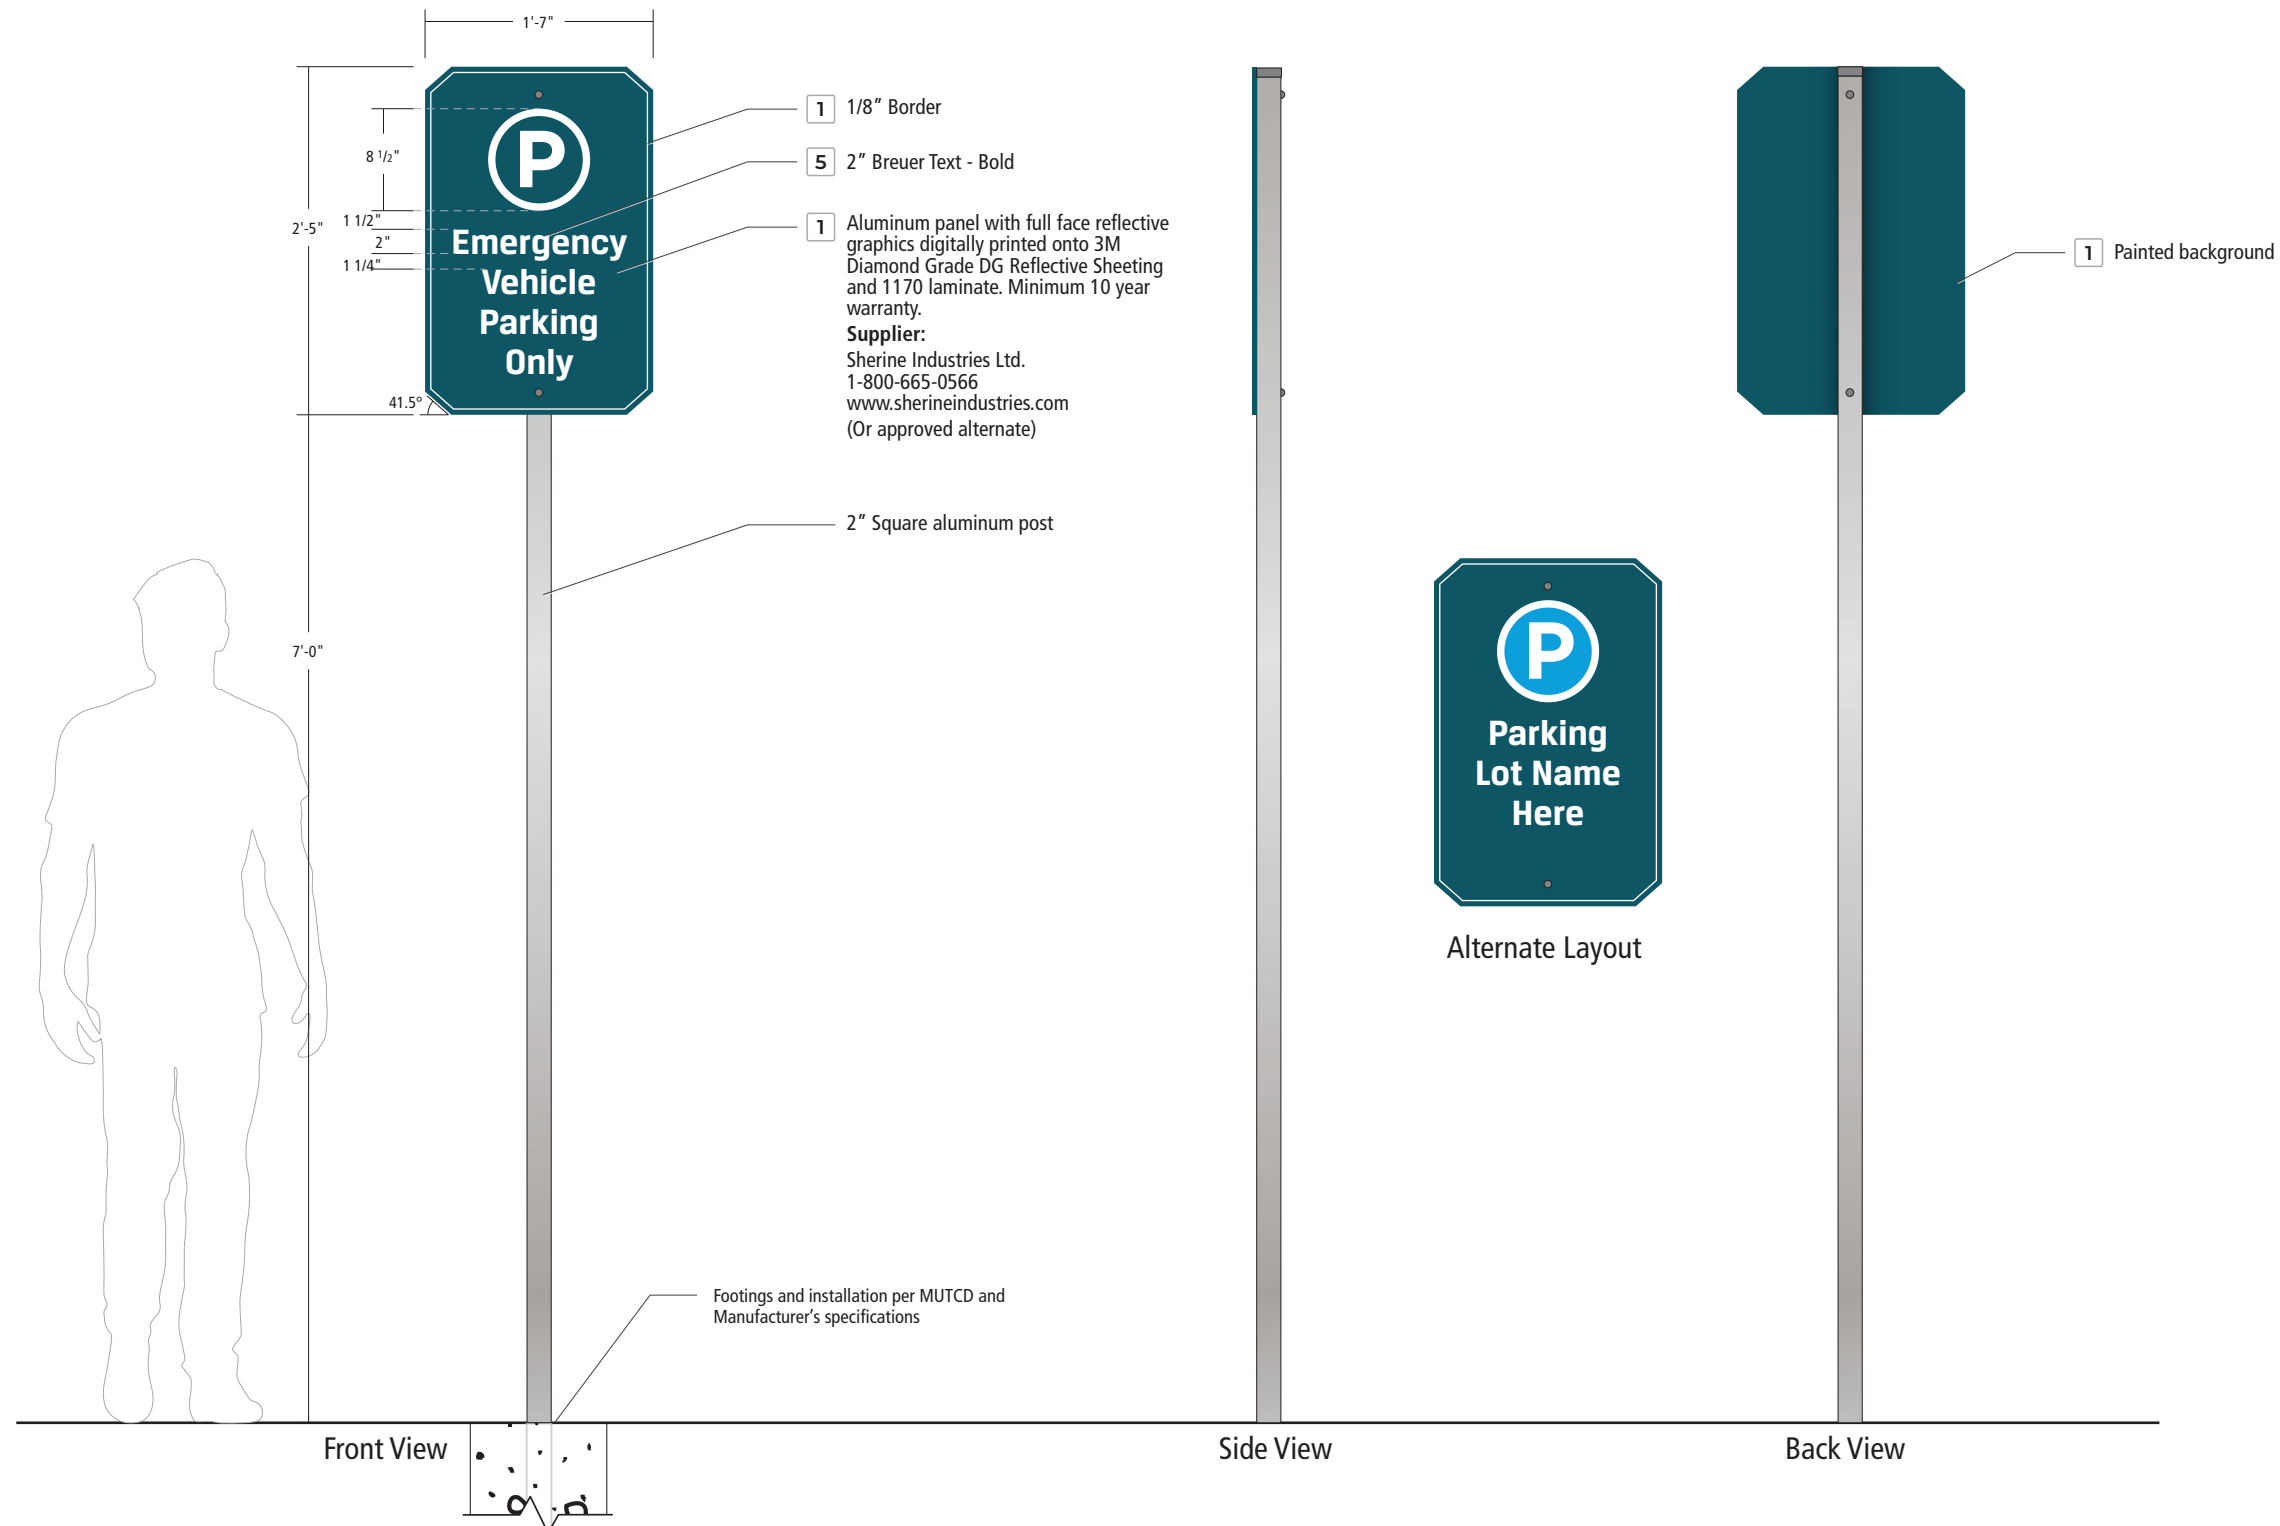 1'-7"
2'-5"
8 1/2"
1 1/2"
2"
1 1/4"
41.5°
7'-0"
P
Emergency
Vehicle
Parking
Only
1 1/8” Border
5 2” Breuer Text - Bold
1 Aluminum panel with full face reflective
graphics digitally printed onto 3M
Diamond Grade DG Reflective Sheeting
and 1170 laminate. Minimum 10 year
warranty.
Supplier:
Sherine Industries Ltd.
1-800-665-0566
www.sherineindustries.com
(Or approved alternate)
2” Square aluminum post
Footings and installation per MUTCD and
Manufacturer’s specifications
Front View
Side View
P
Parking
Lot Name
Here
Alternate Layout
1 Painted background
Back View